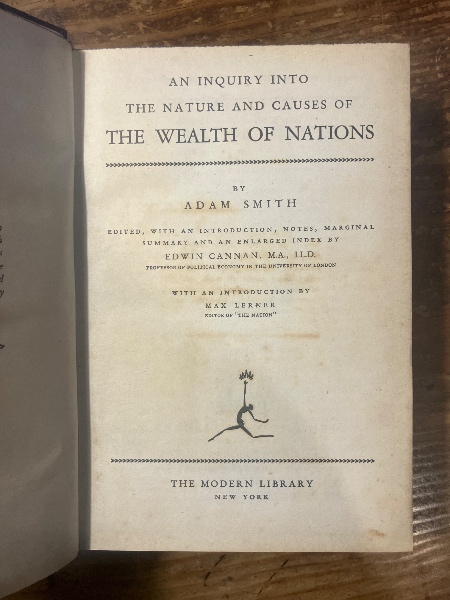 AN INQUIRY INTO
THE NATURE AND CAUSES OF
THE WEALTH OF NATIONS
BY
ADAM SMITH
EDITED, WITH AN INTRODUCTION, NOTES, MARGINAL
SUMMARY AND AN ENLARGED INDEX BY
EDWIN CANNAN, M.A., LL.D.
PROFESSOR OF POLITICAL ECONOMY IN THE UNIVERSITY OF LONDON
WITH AN INTRODUCTION BY
MAX LERNER
EDITOR OF "THE NATION"
THE MODERN LIBRARY
NEW YORK